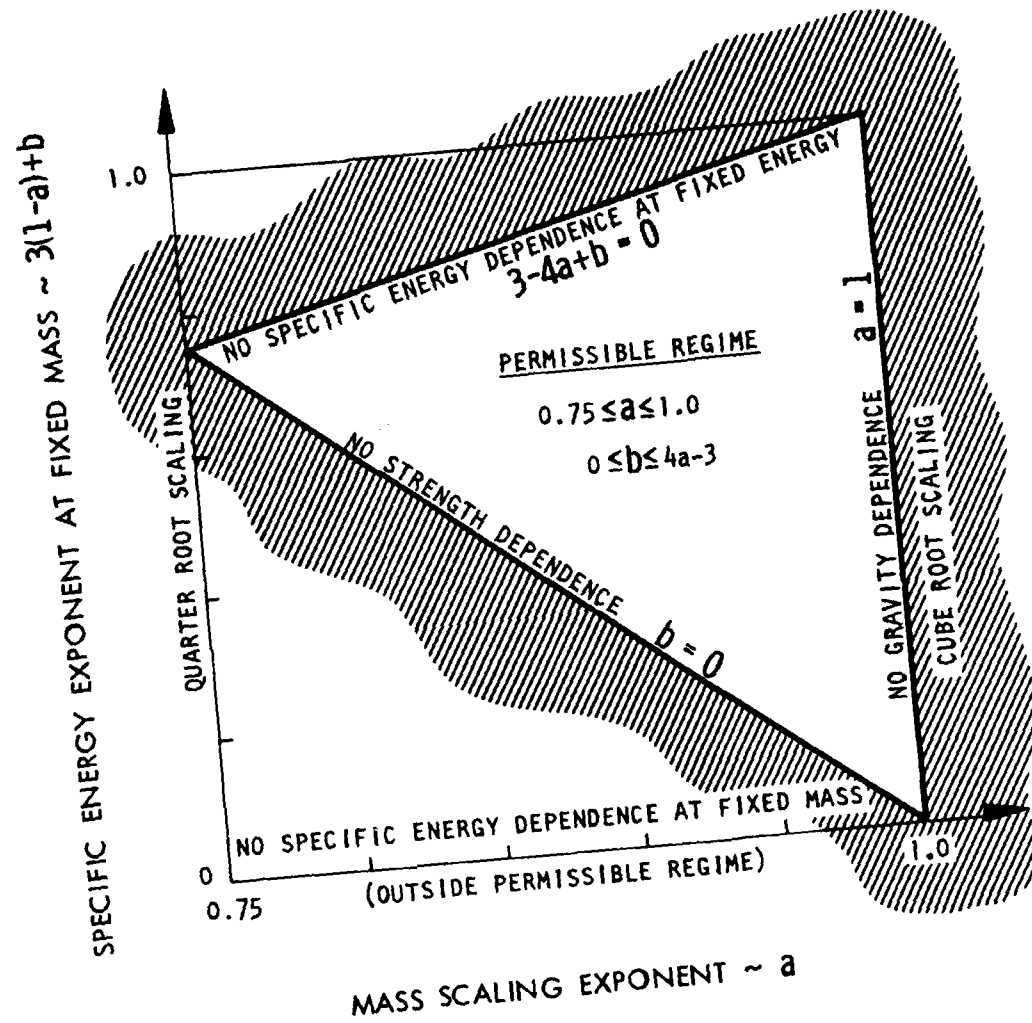 SPECIFIC ENERGY EXPONENT AT FIXED MASS ~ 3(1-a)+b
1.0
NO SPECIFIC ENERGY DEPENDENCE AT FIXED ENERGY
3-4a+b = 0
PERMISSIBLE REGIME
0.75≤a≤1.0
0≤b≤4a-3
a = 1
NO GRAVITY DEPENDENCE
CUBE ROOT SCALING
QUARTER ROOT SCALING
NO STRENGTH DEPENDENCE
b = 0
NO SPECIFiC ENERGY DEPENDENCE AT FIXED MASS
0
0.75
(OUTSIDE PERMISSIBLE REGIME)
1.0
MASS SCALING EXPONENT ~ a